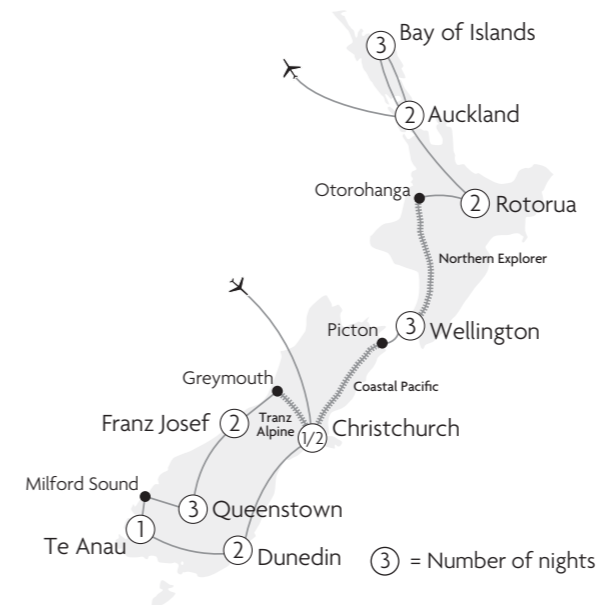 3 Bay of Islands
2 Auckland
Otorohanga
2 Rotorua
Northern Explorer
Picton
3 Wellington
Greymouth
Coastal Pacific
Franz Josef 2
Tranz
Alpine
1/2 Christchurch
Milford Sound
3 Queenstown
1
Te Anau
2 Dunedin
3 = Number of nights